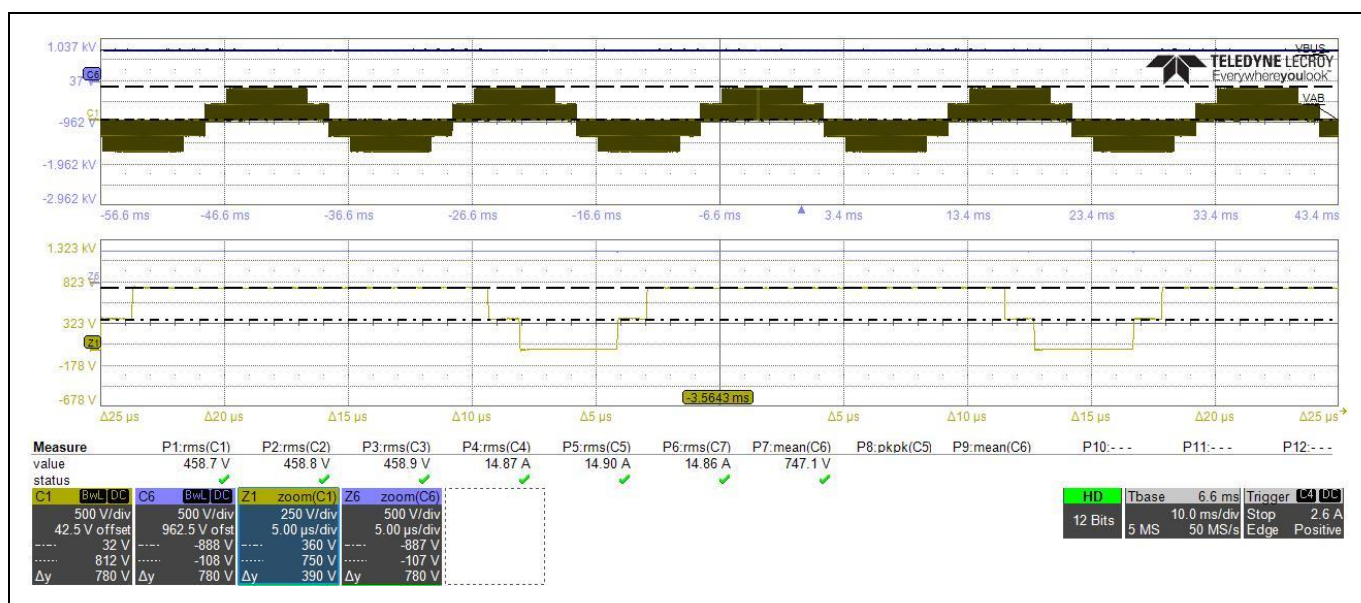 1.037 kV
VBUS
TELEDYNE LECROY
Everywhereyoulook™
C6
37 V
VAB
C1
-962 V
-1.962 kV
-2.962 kV
-56.6 ms -46.6 ms -36.6 ms -26.6 ms -16.6 ms -6.6 ms 3.4 ms 13.4 ms 23.4 ms 33.4 ms 43.4 ms
1.323 kV
Z6
823 V
323 V
Z1
-178 V
-678 V
-3.5643 ms
Δ25 µs Δ20 µs Δ15 µs Δ10 µs Δ5 µs Δ5 µs Δ10 µs Δ15 µs Δ20 µs Δ25 µs
Measure P1:rms(C1) P2:rms(C2) P3:rms(C3) P4:rms(C4) P5:rms(C5) P6:rms(C7) P7:mean(C6) P8:pkpk(C5) P9:mean(C6) P10:- - - P11:- - - P12:- - -
value 458.7 V 458.8 V 458.9 V 14.87 A 14.90 A 14.86 A 747.1 V
status
C1 BwL DC C6 BwL DC Z1 zoom(C1) Z6 zoom(C6) HD Tbase 6.6 ms Trigger C4 DC
500 V/div 500 V/div 250 V/div 500 V/div 12 Bits 10.0 ms/div Stop 2.6 A
42.5 V offset 962.5 V ofst 5.00 µs/div 5.00 µs/div 5 MS 50 MS/s Edge Positive
32 V -888 V 360 V -887 V
812 V -108 V 750 V -107 V
Δy 780 V Δy 780 V Δy 390 V Δy 780 V